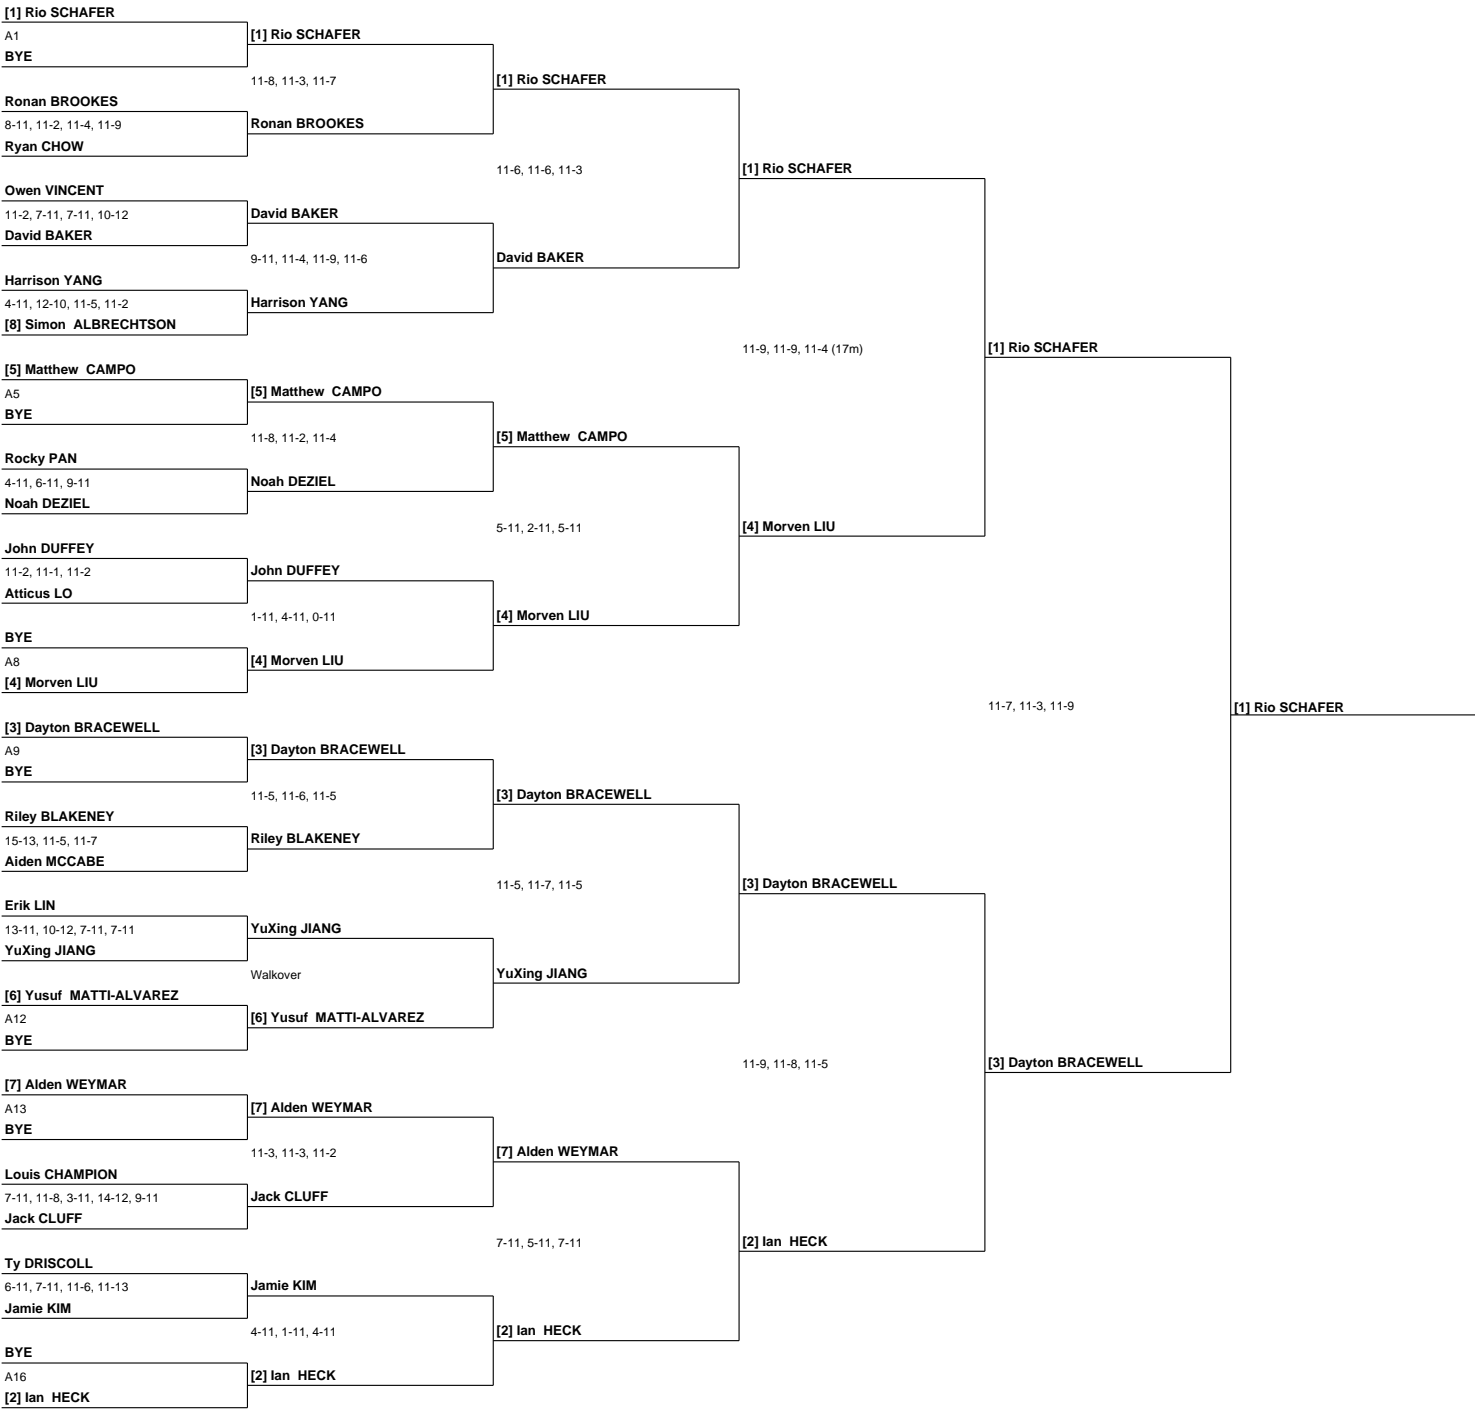 [1] Rio SCHAFER
A1
BYE
Ronan BROOKES
8-11, 11-2, 11-4, 11-9
Ryan CHOW
Owen VINCENT
11-2, 7-11, 7-11, 10-12
David BAKER
Harrison YANG
4-11, 12-10, 11-5, 11-2
[8] Simon  ALBRECHTSON
[5] Matthew  CAMPO
A5
BYE
Rocky PAN
4-11, 6-11, 9-11
Noah DEZIEL
John DUFFEY
11-2, 11-1, 11-2
Atticus LO
BYE
A8
[4] Morven LIU
[3] Dayton BRACEWELL
A9
BYE
Riley BLAKENEY
15-13, 11-5, 11-7
Aiden MCCABE
Erik LIN
13-11, 10-12, 7-11, 7-11
YuXing JIANG
[6] Yusuf  MATTI-ALVAREZ
A12
BYE
[7] Alden WEYMAR
A13
BYE
Louis CHAMPION
7-11, 11-8, 3-11, 14-12, 9-11
Jack CLUFF
Ty DRISCOLL
6-11, 7-11, 11-6, 11-13
Jamie KIM
BYE
A16
[2] Ian  HECK
[1] Rio SCHAFER
11-8, 11-3, 11-7
Ronan BROOKES
David BAKER
9-11, 11-4, 11-9, 11-6
Harrison YANG
[5] Matthew  CAMPO
11-8, 11-2, 11-4
Noah DEZIEL
John DUFFEY
1-11, 4-11, 0-11
[4] Morven LIU
[3] Dayton BRACEWELL
11-5, 11-6, 11-5
Riley BLAKENEY
YuXing JIANG
Walkover
[6] Yusuf  MATTI-ALVAREZ
[7] Alden WEYMAR
11-3, 11-3, 11-2
Jack CLUFF
Jamie KIM
4-11, 1-11, 4-11
[2] Ian  HECK
[1] Rio SCHAFER
11-6, 11-6, 11-3
David BAKER
[5] Matthew  CAMPO
5-11, 2-11, 5-11
[4] Morven LIU
[3] Dayton BRACEWELL
11-5, 11-7, 11-5
YuXing JIANG
[7] Alden WEYMAR
7-11, 5-11, 7-11
[2] Ian  HECK
[1] Rio SCHAFER
11-9, 11-9, 11-4 (17m)
[4] Morven LIU
[3] Dayton BRACEWELL
11-9, 11-8, 11-5
[2] Ian  HECK
[1] Rio SCHAFER
11-7, 11-3, 11-9
[3] Dayton BRACEWELL
[1] Rio SCHAFER